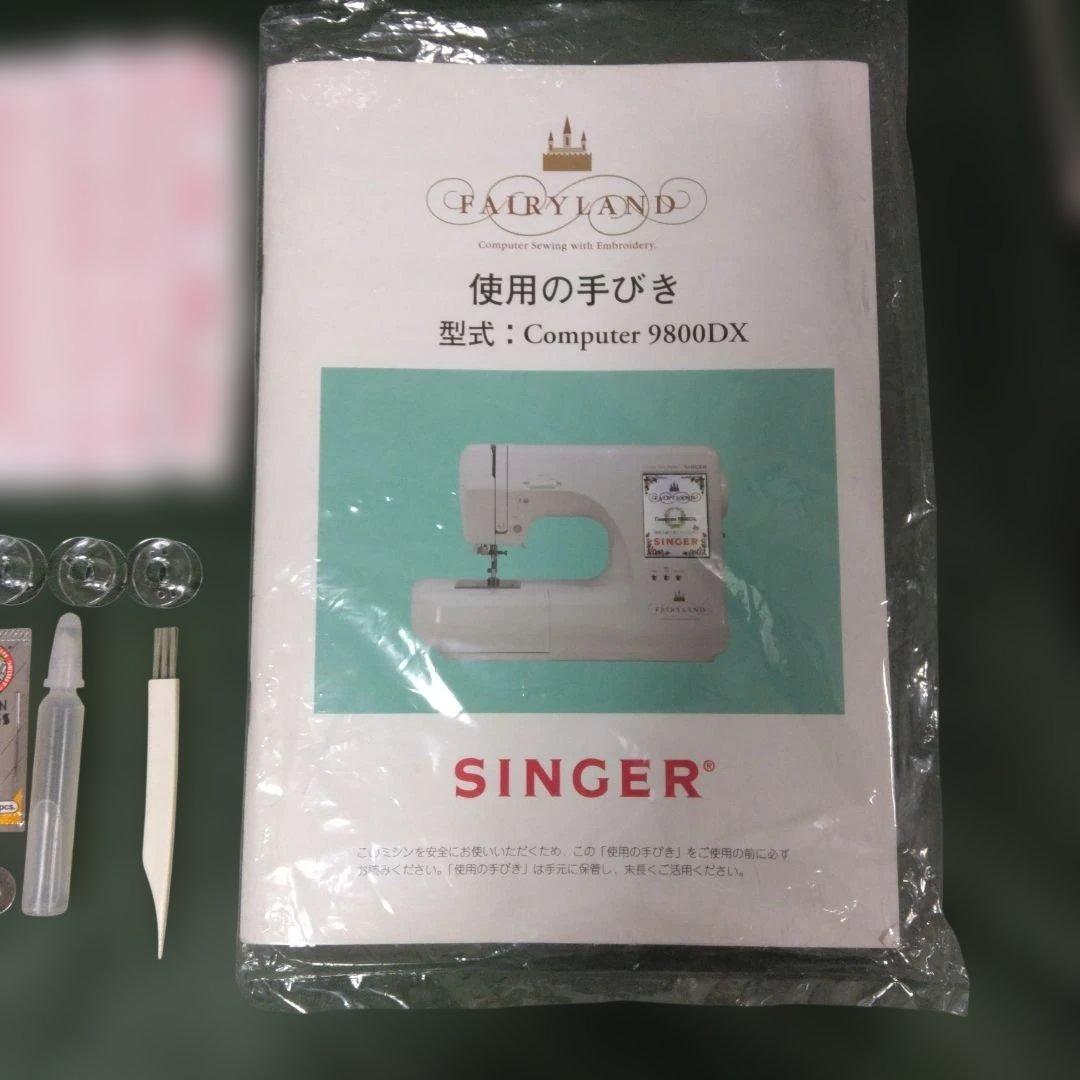 FAIRYLAND
Computer Sewing with Embroidery.
使用の手びき
型式：Computer 9800DX
SINGER
FAIRYLAND
SINGER
FAIRYLAND
SINGER®
このミシンを安全にお使いいただくため、この「使用の手びき」をご使用の前に必ず
お読みください。「使用の手びき」は手元に保管し、末長くご活用ください。
pcs.